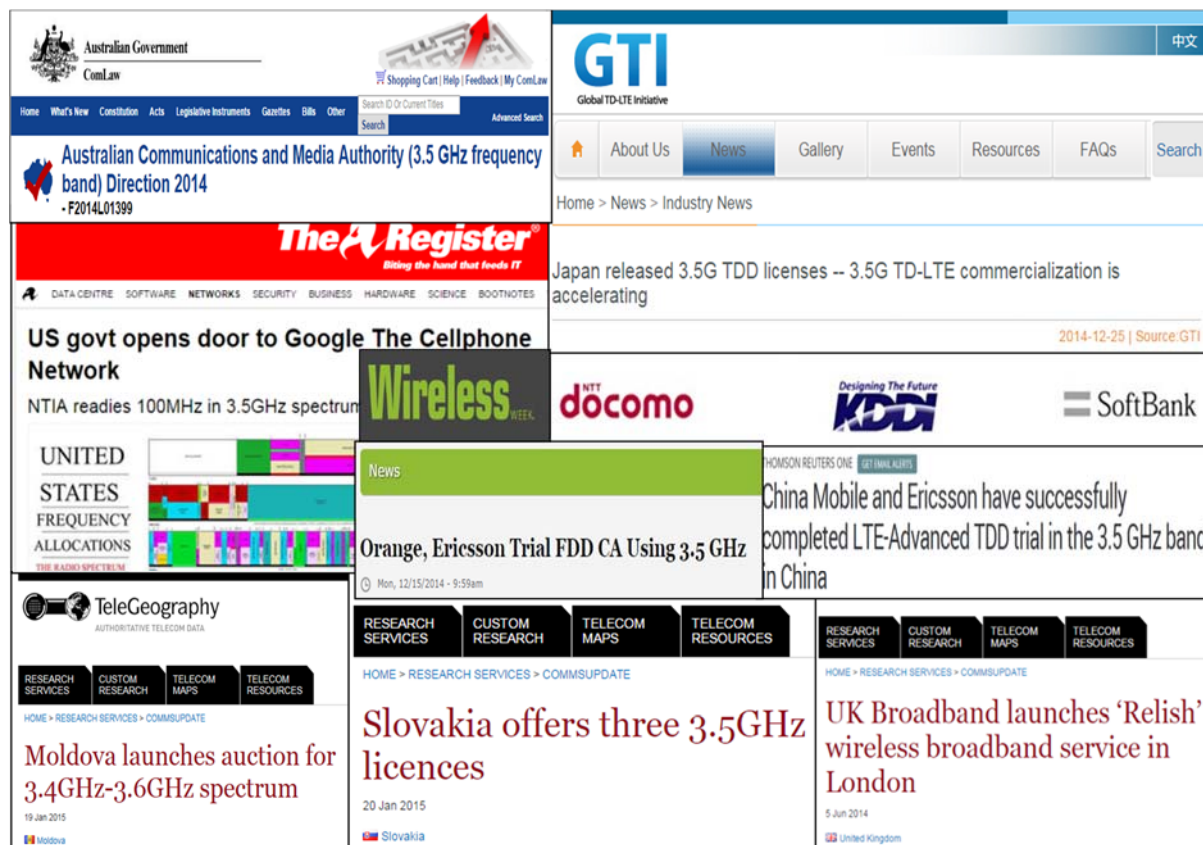 Australian Government
ComLaw
Shopping Cart | Help | Feedback | My ComLaw
Home What's New Constitution Acts Legislative Instruments Gazettes Bills Other
Search ID Or Current Titles
Search
Advanced Search
Australian Communications and Media Authority (3.5 GHz frequency
band) Direction 2014
- F2014L01399
中文
GTI
Global TD-LTE Initiative
About Us News Gallery Events Resources FAQs Search
Home > News > Industry News
Japan released 3.5G TDD licenses -- 3.5G TD-LTE commercialization is
accelerating
2014-12-25 | Source:GTI
NTT
döcomo
Designing The Future
KDDI
SoftBank
The A Register®
Biting the hand that feeds IT
DATA CENTRE SOFTWARE NETWORKS SECURITY BUSINESS HARDWARE SCIENCE BOOTNOTES
US govt opens door to Google The Cellphone
Network
NTIA readies 100MHz in 3.5GHz spectrum
UNITED
STATES
FREQUENCY
ALLOCATIONS
THE RADIO SPECTRUM
Wireless WEEK.
News
Orange, Ericsson Trial FDD CA Using 3.5 GHz
Mon, 12/15/2014 - 9:59am
THOMSON REUTERS ONE GET EMAIL ALERTS
China Mobile and Ericsson have successfully
completed LTE-Advanced TDD trial in the 3.5 GHz band
in China
TeleGeography
AUTHORITATIVE TELECOM DATA
RESEARCH SERVICES CUSTOM RESEARCH TELECOM MAPS TELECOM RESOURCES
HOME > RESEARCH SERVICES > COMMSUPDATE
Moldova launches auction for
3.4GHz-3.6GHz spectrum
19 Jan 2015
Moldova
RESEARCH SERVICES CUSTOM RESEARCH TELECOM MAPS TELECOM RESOURCES
HOME > RESEARCH SERVICES > COMMSUPDATE
Slovakia offers three 3.5GHz
licences
20 Jan 2015
Slovakia
RESEARCH SERVICES CUSTOM RESEARCH TELECOM MAPS TELECOM RESOURCES
HOME > RESEARCH SERVICES > COMMSUPDATE
UK Broadband launches ‘Relish’
wireless broadband service in
London
5 Jun 2014
United Kingdom